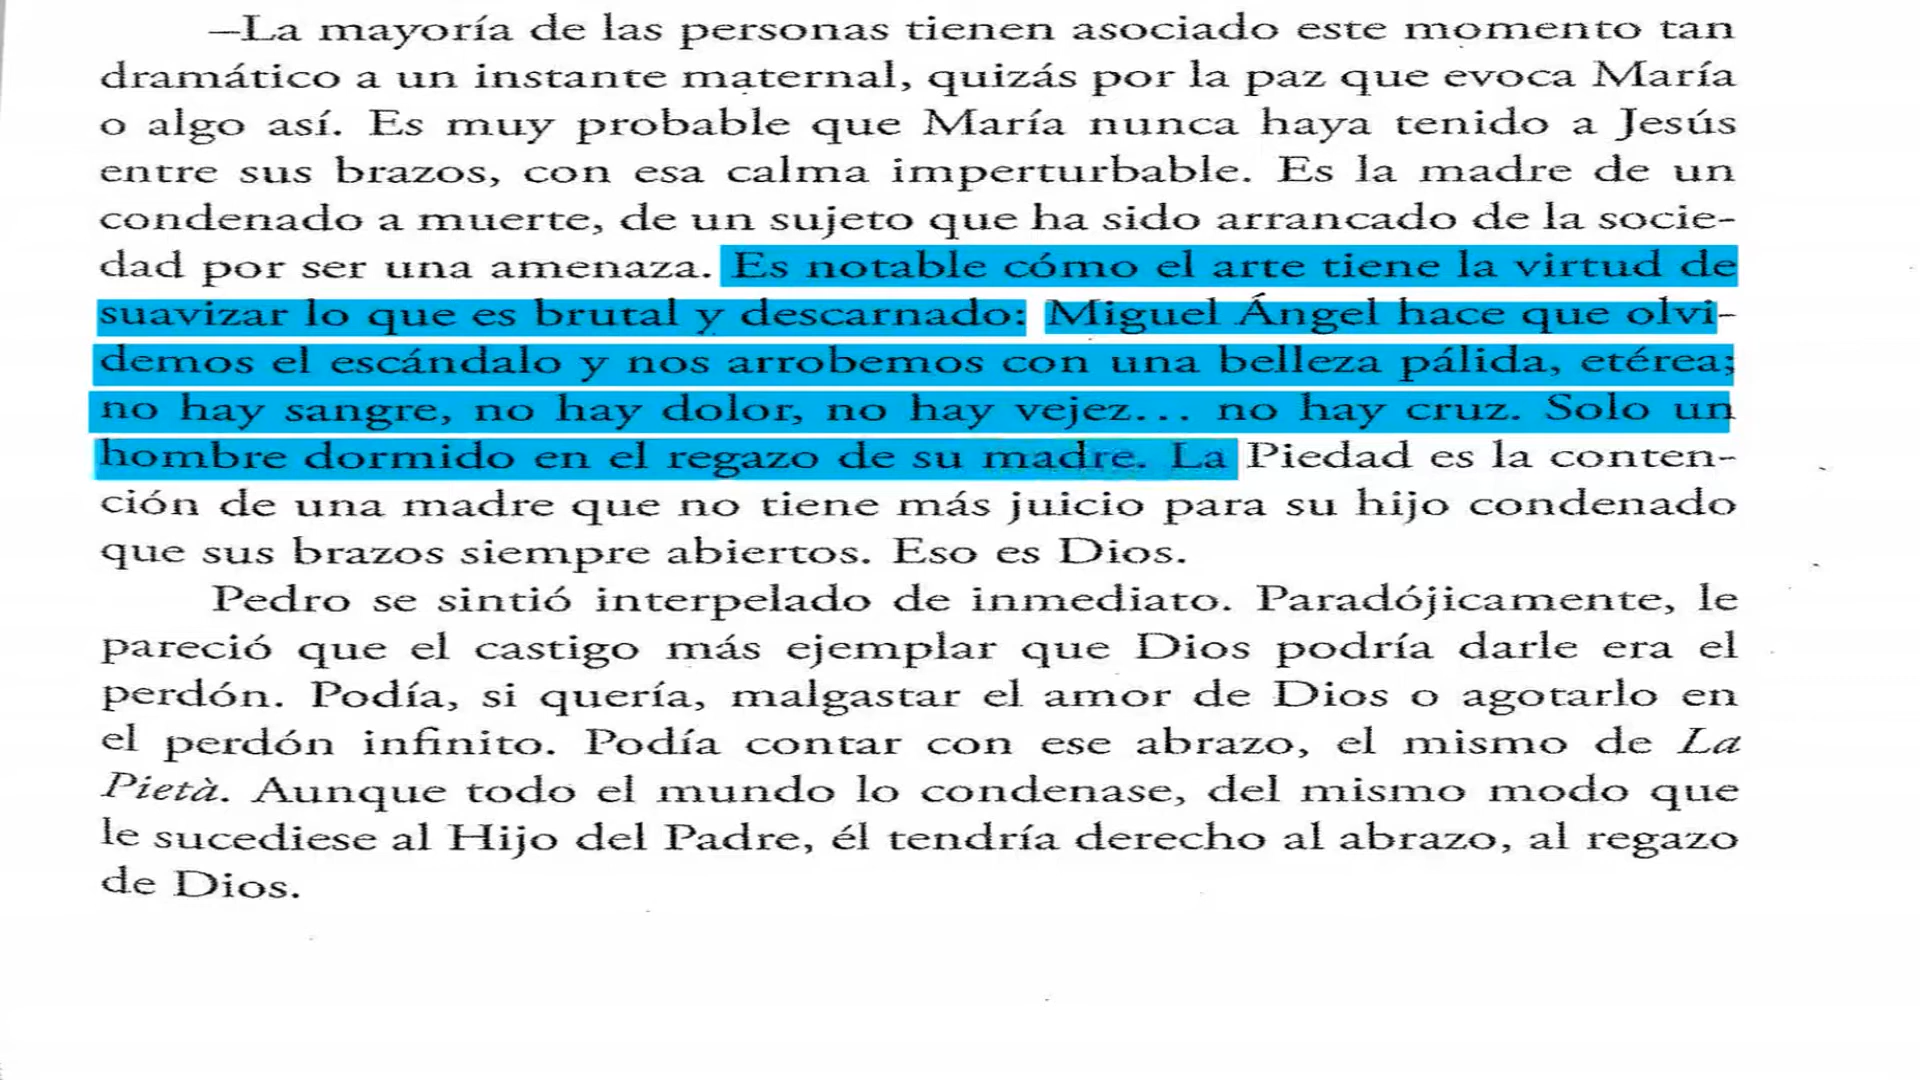 –La mayoría de las personas tienen asociado este momento tan
dramático a un instante maternal, quizás por la paz que evoca María
o algo así. Es muy probable que María nunca haya tenido a Jesús
entre sus brazos, con esa calma imperturbable. Es la madre de un
condenado a muerte, de un sujeto que ha sido arrancado de la socie-
dad por ser una amenaza. Es notable cómo el arte tiene la virtud de
suavizar lo que es brutal y descarnado: Miguel Ángel hace que olvi-
demos el escándalo y nos arrobemos con una belleza pálida, etérea;
no hay sangre, no hay dolor, no hay vejez... no hay cruz. Solo un
hombre dormido en el regazo de su madre. La Piedad es la conten-
ción de una madre que no tiene más juicio para su hijo condenado
que sus brazos siempre abiertos. Eso es Dios.
Pedro se sintió interpelado de inmediato. Paradójicamente, le
pareció que el castigo más ejemplar que Dios podría darle era el
perdón. Podía, si quería, malgastar el amor de Dios o agotarlo en
el perdón infinito. Podía contar con ese abrazo, el mismo de La
Pietà. Aunque todo el mundo lo condenase, del mismo modo que
le sucediese al Hijo del Padre, él tendría derecho al abrazo, al regazo
de Dios.